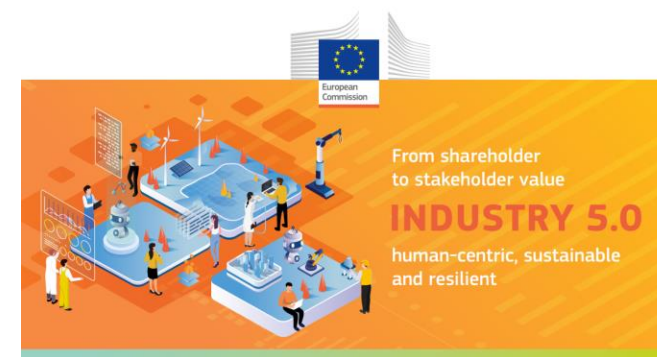 European
Commission
From shareholder
to stakeholder value
INDUSTRY 5.0
human-centric, sustainable
and resilient